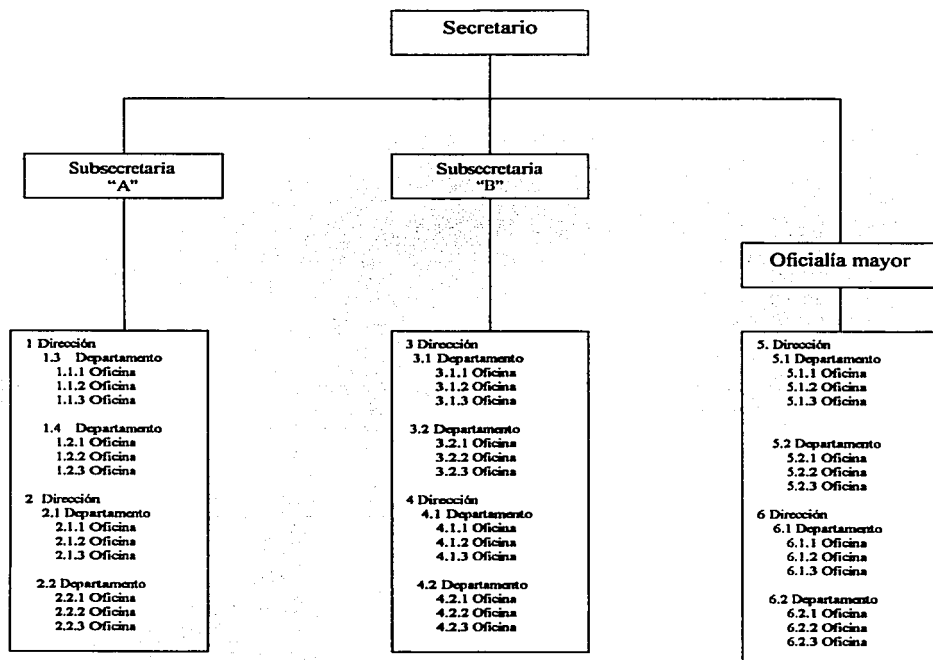 Secretario
Subsecretaria
“A”
Subsecretaria
“B”
Oficialía mayor
1 Dirección
1.3 Departamento
1.1.1 Oficina
1.1.2 Oficina
1.1.3 Oficina
1.4 Departamento
1.2.1 Oficina
1.2.2 Oficina
1.2.3 Oficina
2 Dirección
2.1 Departamento
2.1.1 Oficina
2.1.2 Oficina
2.1.3 Oficina
2.2 Departamento
2.2.1 Oficina
2.2.2 Oficina
2.2.3 Oficina
3 Dirección
3.1 Departamento
3.1.1 Oficina
3.1.2 Oficina
3.1.3 Oficina
3.2 Departamento
3.2.1 Oficina
3.2.2 Oficina
3.2.3 Oficina
4 Dirección
4.1 Departamento
4.1.1 Oficina
4.1.2 Oficina
4.1.3 Oficina
4.2 Departamento
4.2.1 Oficina
4.2.2 Oficina
4.2.3 Oficina
5. Dirección
5.1 Departamento
5.1.1 Oficina
5.1.2 Oficina
5.1.3 Oficina
5.2 Departamento
5.2.1 Oficina
5.2.2 Oficina
5.2.3 Oficina
6 Dirección
6.1 Departamento
6.1.1 Oficina
6.1.2 Oficina
6.1.3 Oficina
6.2 Departamento
6.2.1 Oficina
6.2.2 Oficina
6.2.3 Oficina